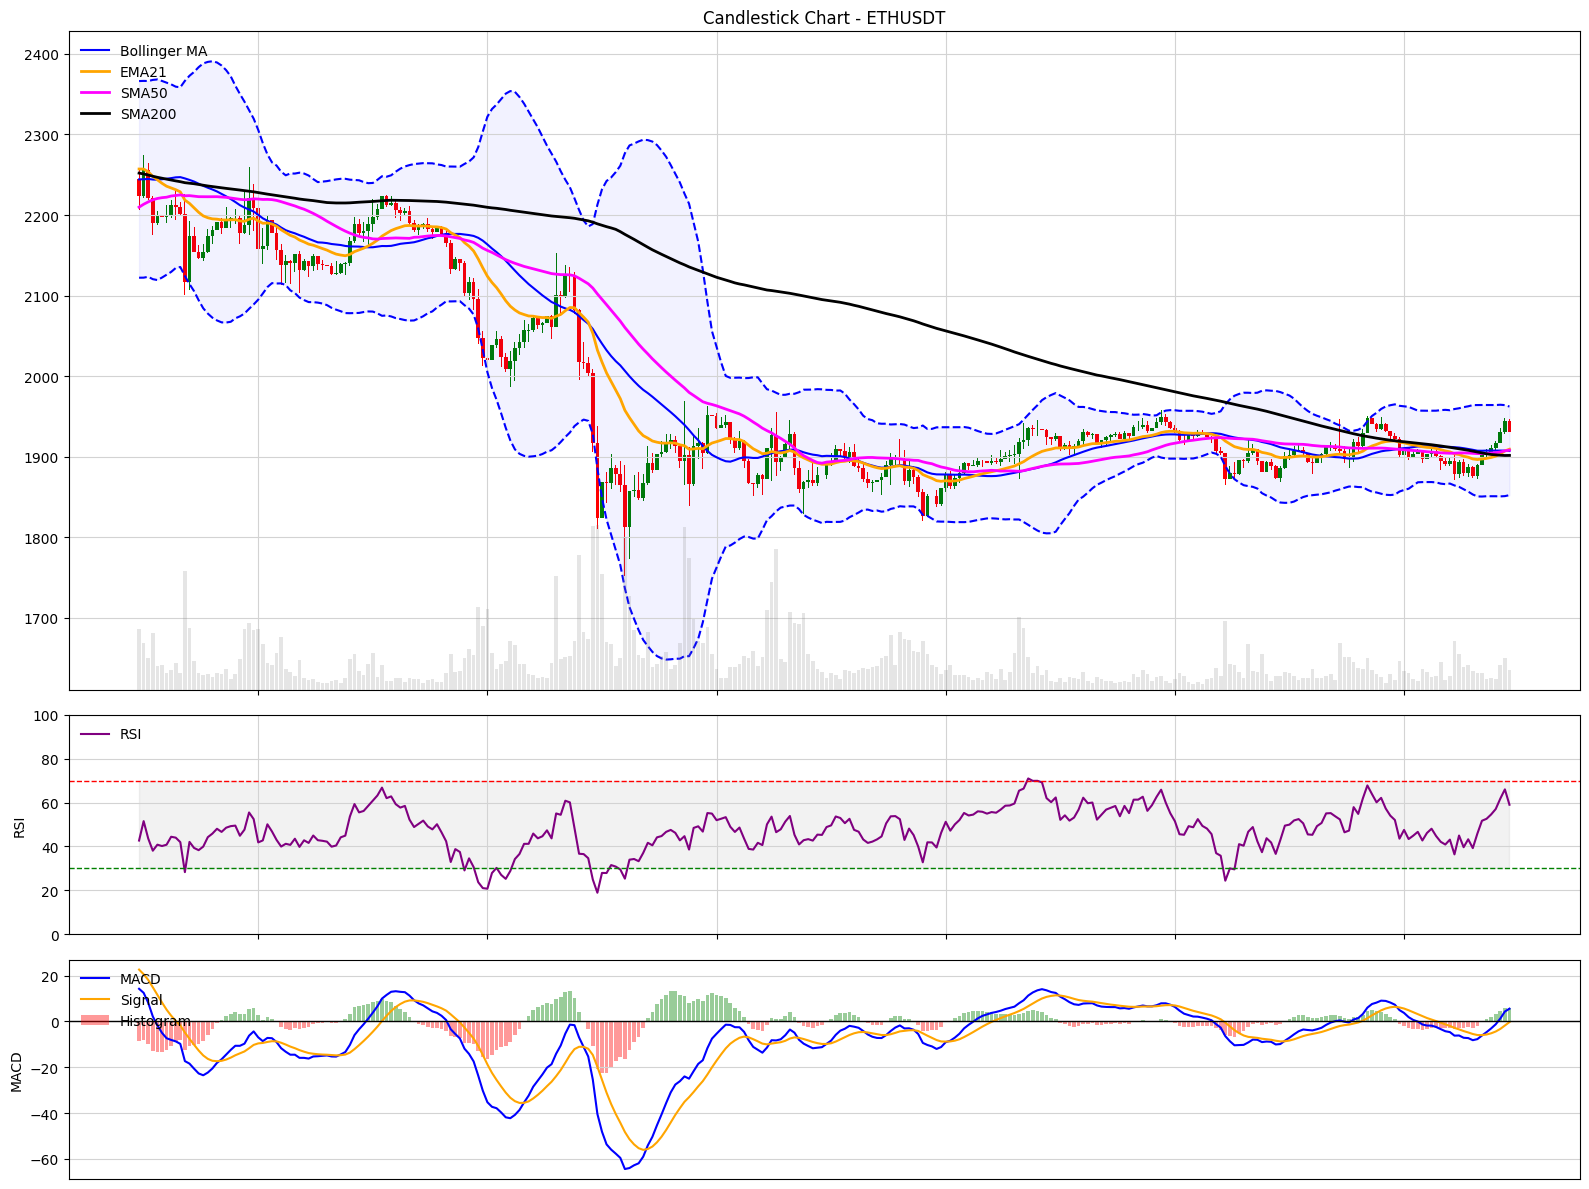 Candlestick Chart - ETHUSDT
Bollinger MA
EMA21
SMA50
SMA200
2400
2300
2200
2100
2000
1900
1800
1700
RSI
RSI
100
80
60
40
20
0
MACD
Signal
Histogram
MACD
20
0
−20
−40
−60